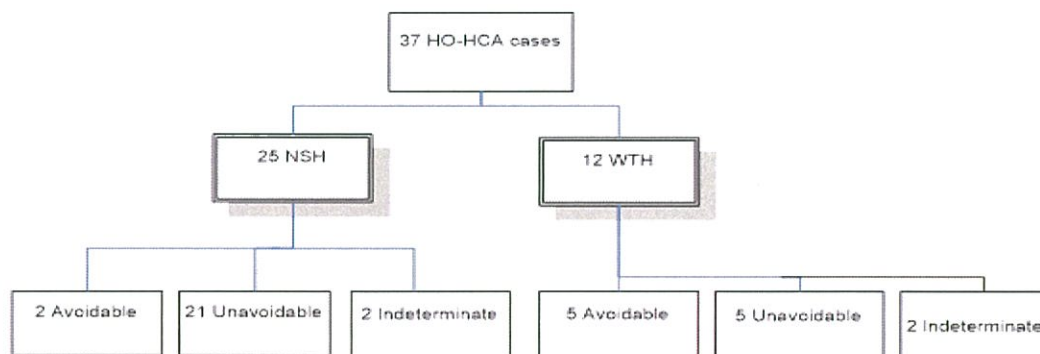 37 HO-HCA cases
25 NSH
12 WTH
2 Avoidable
21 Unavoidable
2 Indeterminate
5 Avoidable
5 Unavoidable
2 Indeterminate